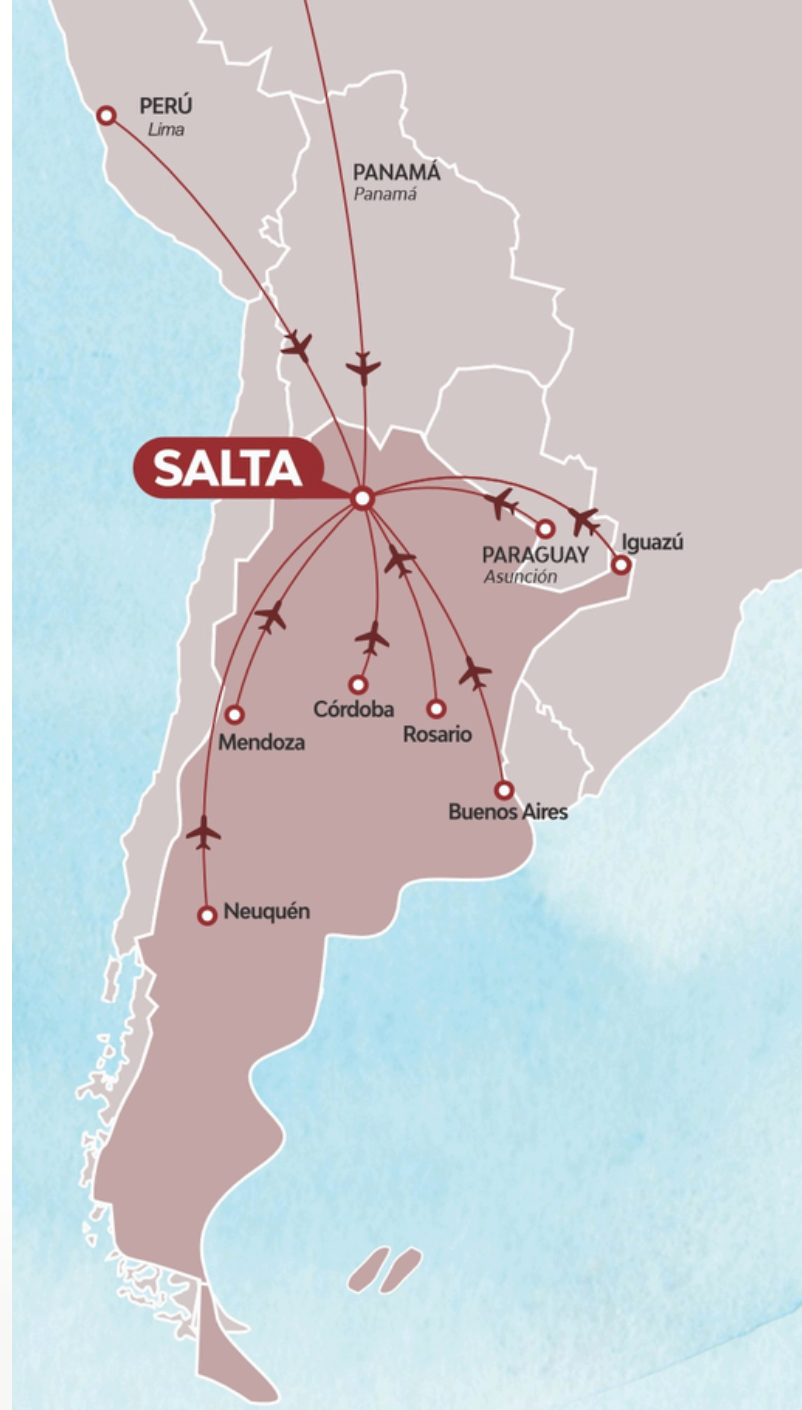 PERÚ
Lima
PANAMÁ
Panamá
SALTA
Iguazú
PARAGUAY
Asunción
Córdoba
Rosario
Mendoza
Buenos Aires
Neuquén